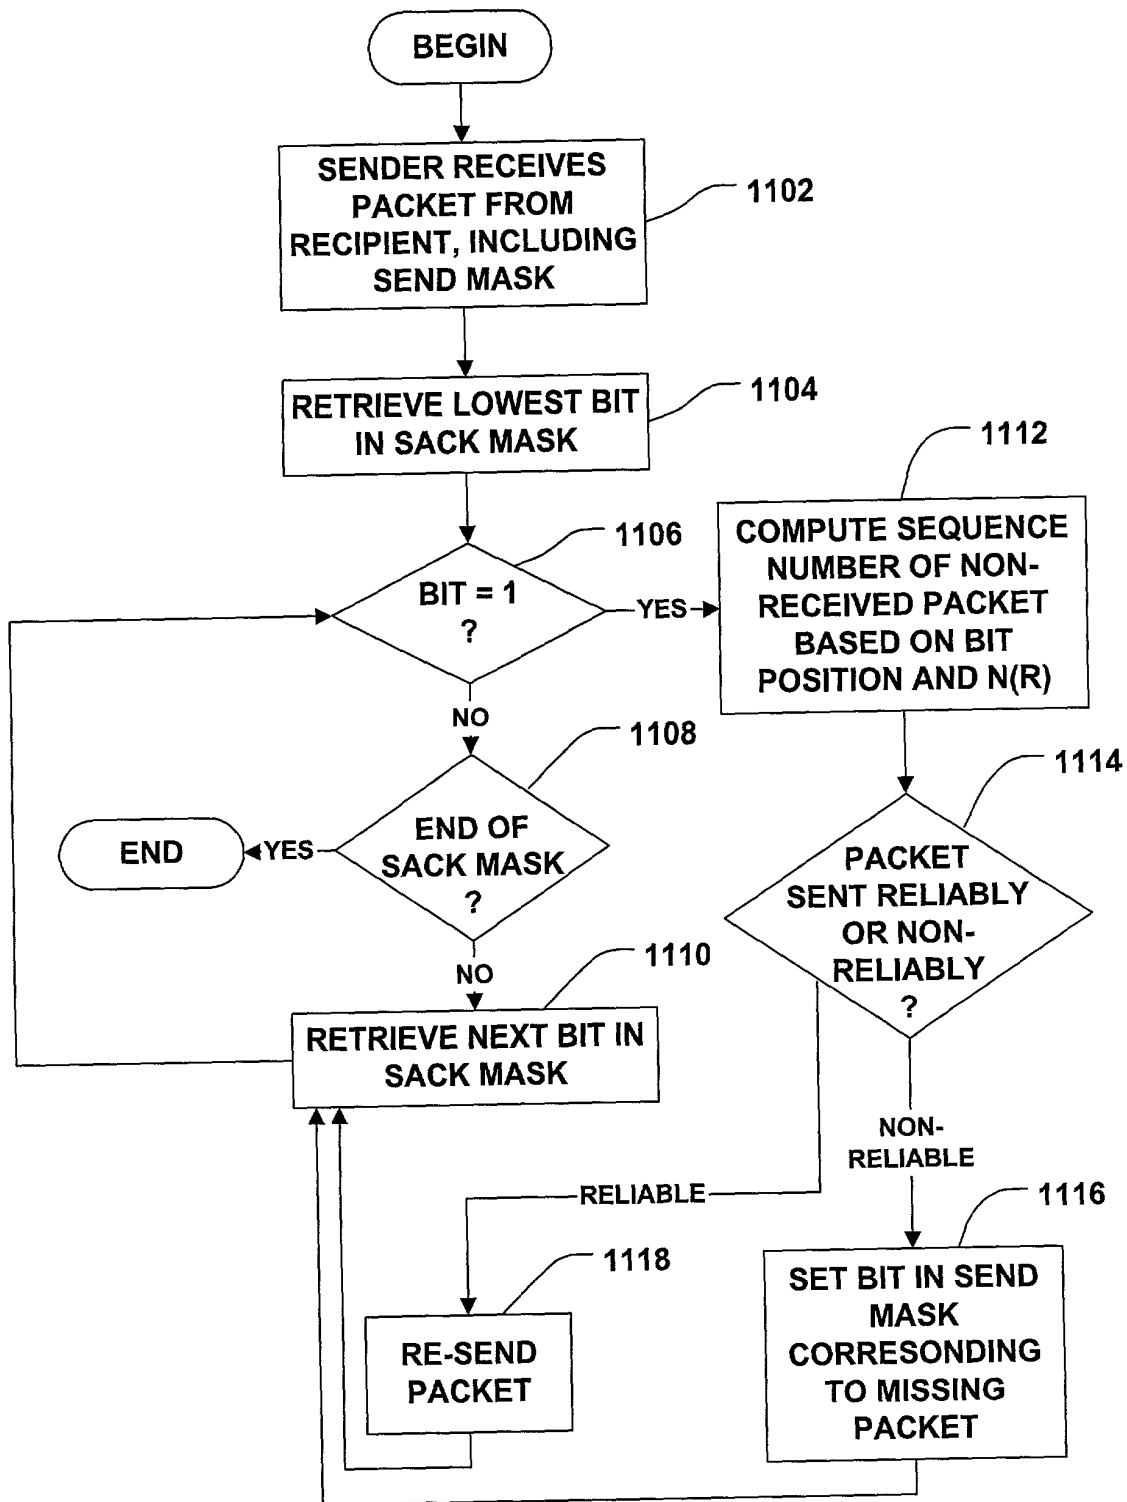 BEGIN
SENDER RECEIVES
PACKET FROM
RECIPIENT, INCLUDING
SEND MASK
1102
RETRIEVE LOWEST BIT
IN SACK MASK
1104
BIT = 1
?
1106
YES
NO
COMPUTE SEQUENCE
NUMBER OF NON-
RECEIVED PACKET
BASED ON BIT
POSITION AND N(R)
1112
END OF
SACK MASK
?
1108
YES
END
NO
RETRIEVE NEXT BIT IN
SACK MASK
1110
PACKET
SENT RELIABLY
OR NON-
RELIABLY
?
1114
NON-
RELIABLE
RELIABLE
RE-SEND
PACKET
1118
SET BIT IN SEND
MASK
CORRESONDING
TO MISSING
PACKET
1116